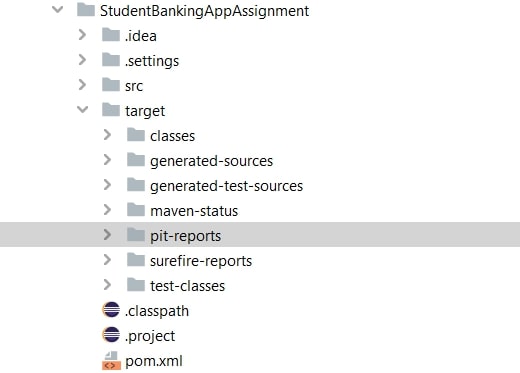 StudentBankingAppAssignment
.idea
.settings
src
target
classes
generated-sources
generated-test-sources
maven-status
pit-reports
surefire-reports
test-classes
.classpath
.project
pom.xml